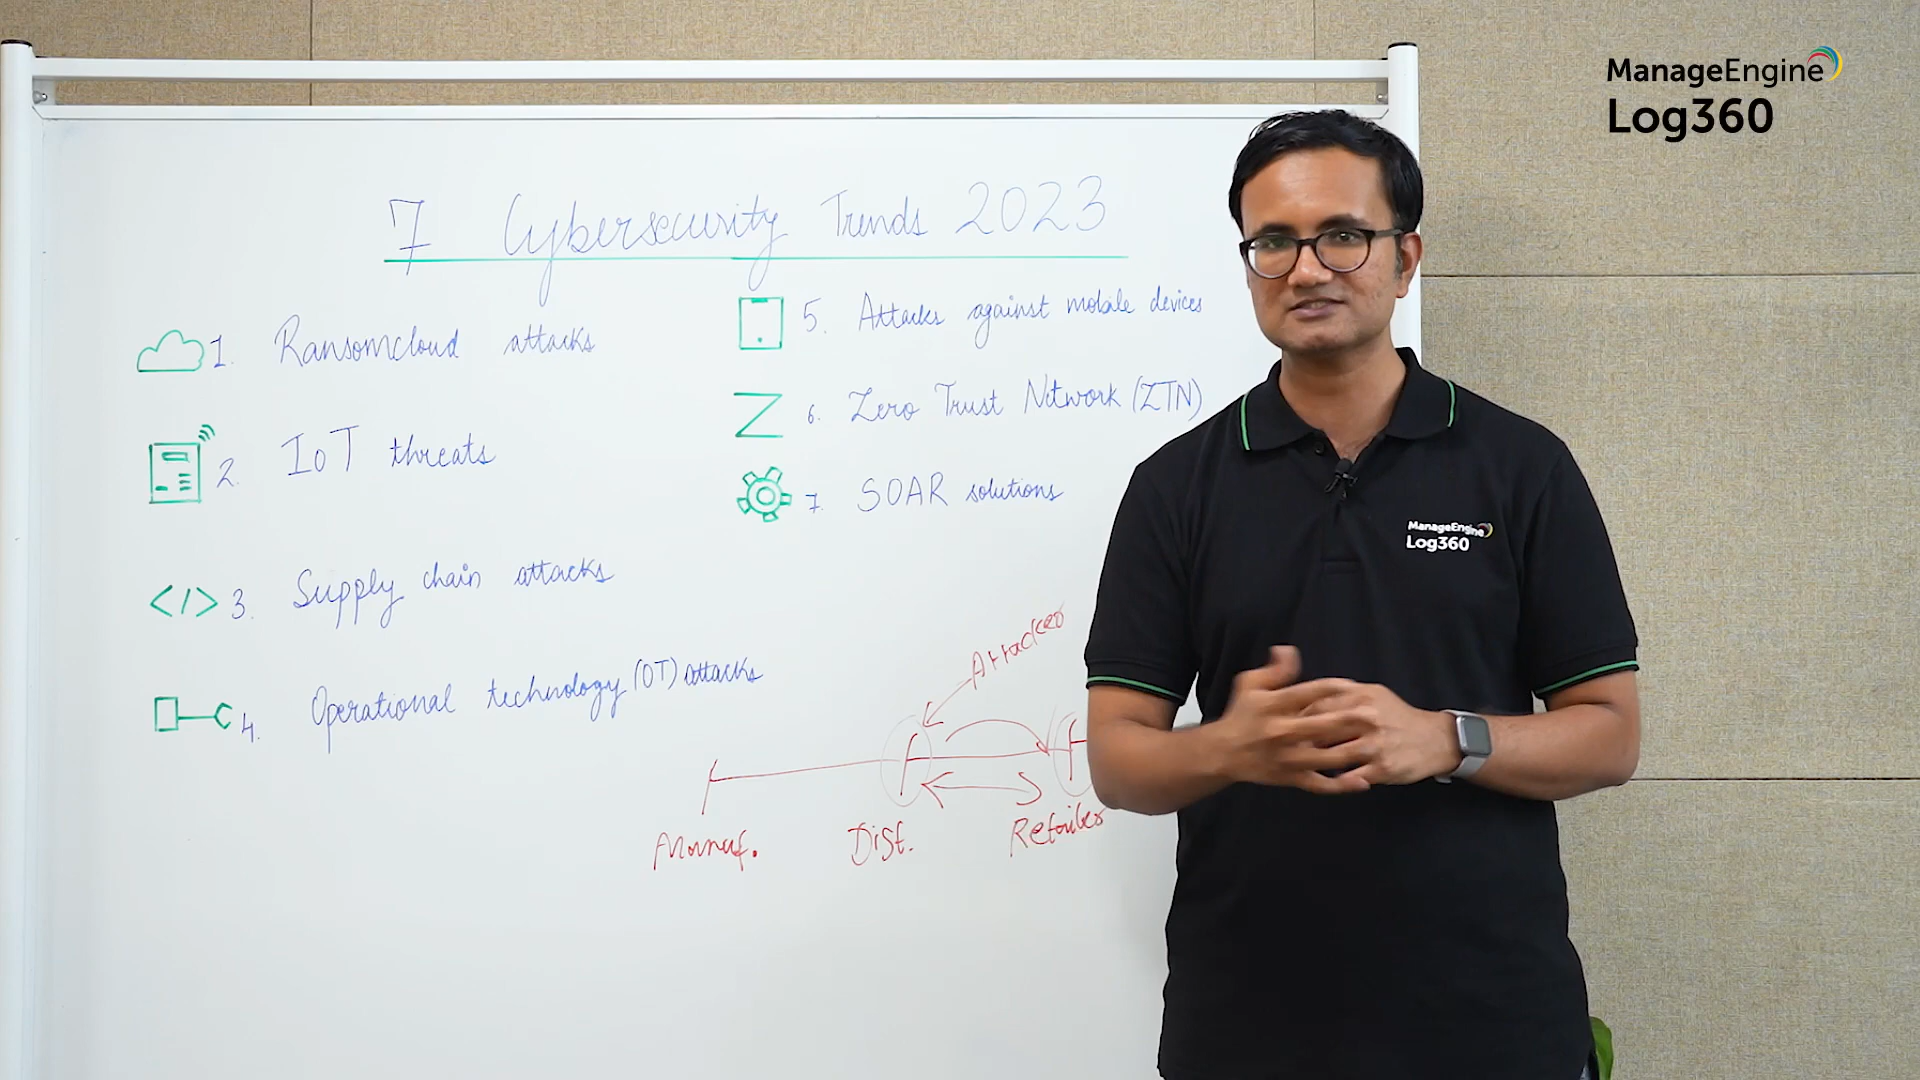 ManageEngine
Log360
7 Cybersecurity Trends 2023
1. Ransomcloud attacks
2. IoT threats
</> 3. Supply chain attacks
4. Operational technology (OT) attacks
5. Attacks against mobile devices
6. Zero Trust Network (ZTN)
7. SOAR solutions
Attacker
Manuf.
Dist.
Retailer
ManageEngine
Log360